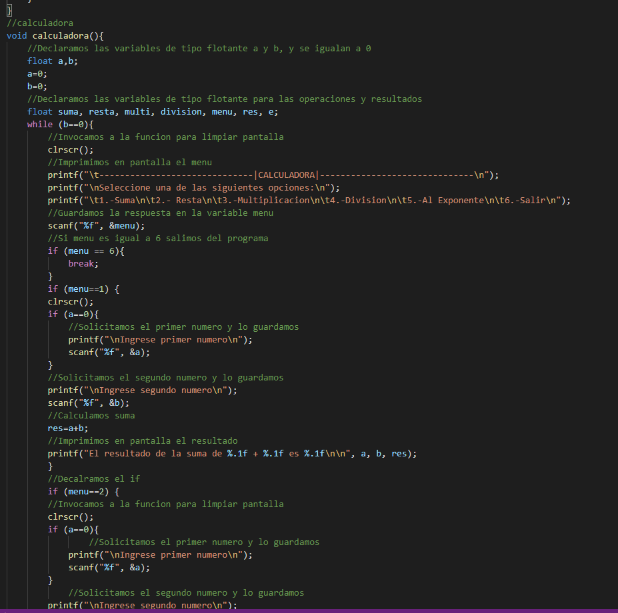 }
//calculadora
void calculadora(){
//Declaramos las variables de tipo flotante a y b, y se igualan a 0
float a,b;
a=0;
b=0;
//Declaramos las variables de tipo flotante para las operaciones y resultados
float suma, resta, multi, division, menu, res, e;
while (b==0){
//Invocamos a la funcion para limpiar pantalla
clrscr();
//Imprimimos en pantalla el menu
printf("\t------------------------------|CALCULADORA|------------------------------\n");
printf("\nSeleccione una de las siguientes opciones:\n");
printf("\t1.-Suma\n\t2.- Resta\n\t3.-Multiplicacion\n\t4.-Division\n\t5.-Al Exponente\n\t6.-Salir\n");
//Guardamos la respuesta en la variable menu
scanf("%f", &menu);
//Si menu es igual a 6 salimos del programa
if (menu == 6){
break;
}
if (menu==1) {
clrscr();
if (a==0){
//Solicitamos el primer numero y lo guardamos
printf("\nIngrese primer numero\n");
scanf("%f", &a);
}
//Solicitamos el segundo numero y lo guardamos
printf("\nIngrese segundo numero\n");
scanf("%f", &b);
//Calculamos suma
res=a+b;
//Imprimimos en pantalla el resultado
printf("El resultado de la suma de %.1f + %.1f es %.1f\n\n", a, b, res);
}
//Decalramos el if
if (menu==2) {
//Invocamos a la funcion para limpiar pantalla
clrscr();
if (a==0){
//Solicitamos el primer numero y lo guardamos
printf("\nIngrese primer numero\n");
scanf("%f", &a);
}
//Solicitamos el segundo numero y lo guardamos
printf("\nIngrese segundo numero\n");